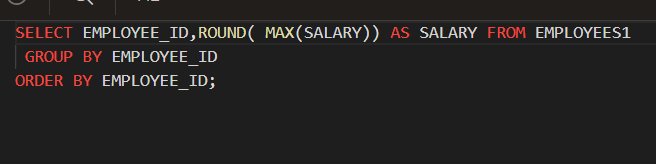 SELECT EMPLOYEE_ID,ROUND( MAX(SALARY)) AS SALARY FROM EMPLOYEES1
GROUP BY EMPLOYEE_ID
ORDER BY EMPLOYEE_ID;